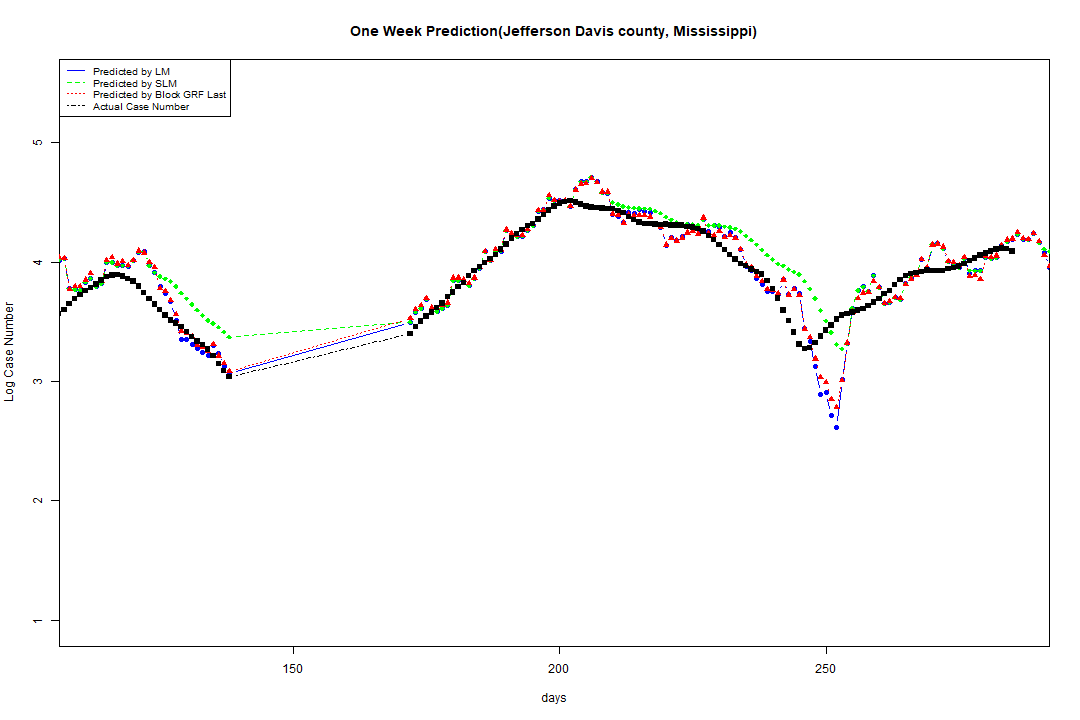 One Week Prediction(Jefferson Davis county, Mississippi)
Predicted by LM
Predicted by SLM
Predicted by Block GRF Last
Actual Case Number
5
4
3
2
1
Log Case Number
150
200
250
days